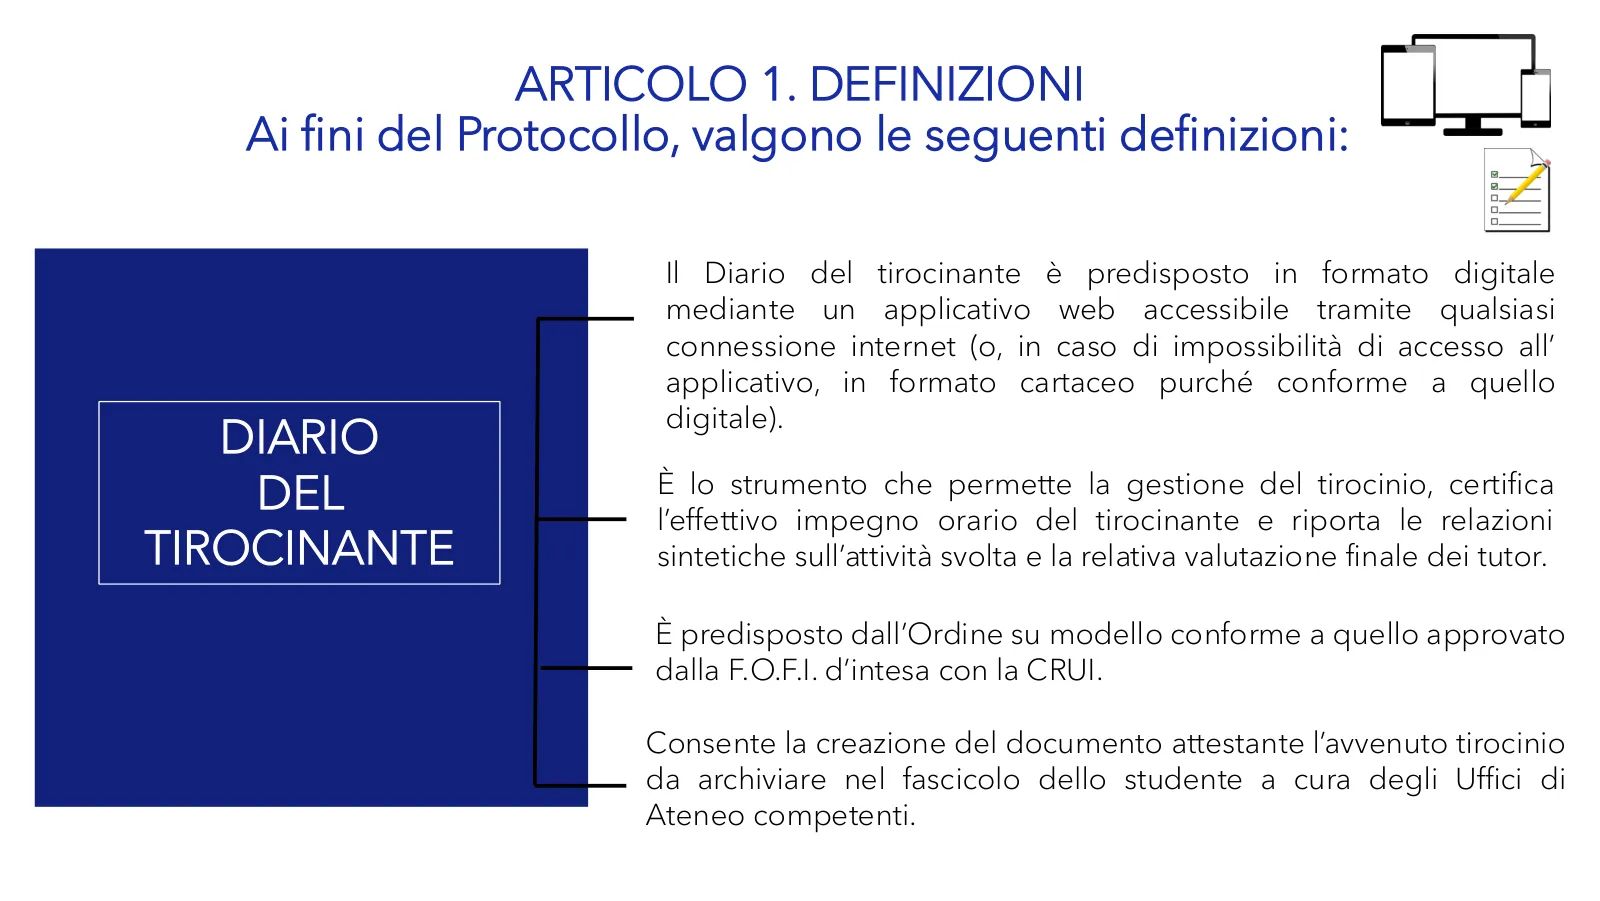 ARTICOLO 1. DEFINIZIONI
Ai fini del Protocollo, valgono le seguenti definizioni:
DIARIO
DEL
TIROCINANTE
Il Diario del tirocinante è predisposto in formato digitale
mediante un applicativo web accessibile tramite qualsiasi
connessione internet (o, in caso di impossibilità di accesso all’
applicativo, in formato cartaceo purché conforme a quello
digitale).
È lo strumento che permette la gestione del tirocinio, certifica
l’effettivo impegno orario del tirocinante e riporta le relazioni
sintetiche sull’attività svolta e la relativa valutazione finale dei tutor.
È predisposto dall’Ordine su modello conforme a quello approvato
dalla F.O.F.I. d’intesa con la CRUI.
Consente la creazione del documento attestante l’avvenuto tirocinio
da archiviare nel fascicolo dello studente a cura degli Uffici di
Ateneo competenti.